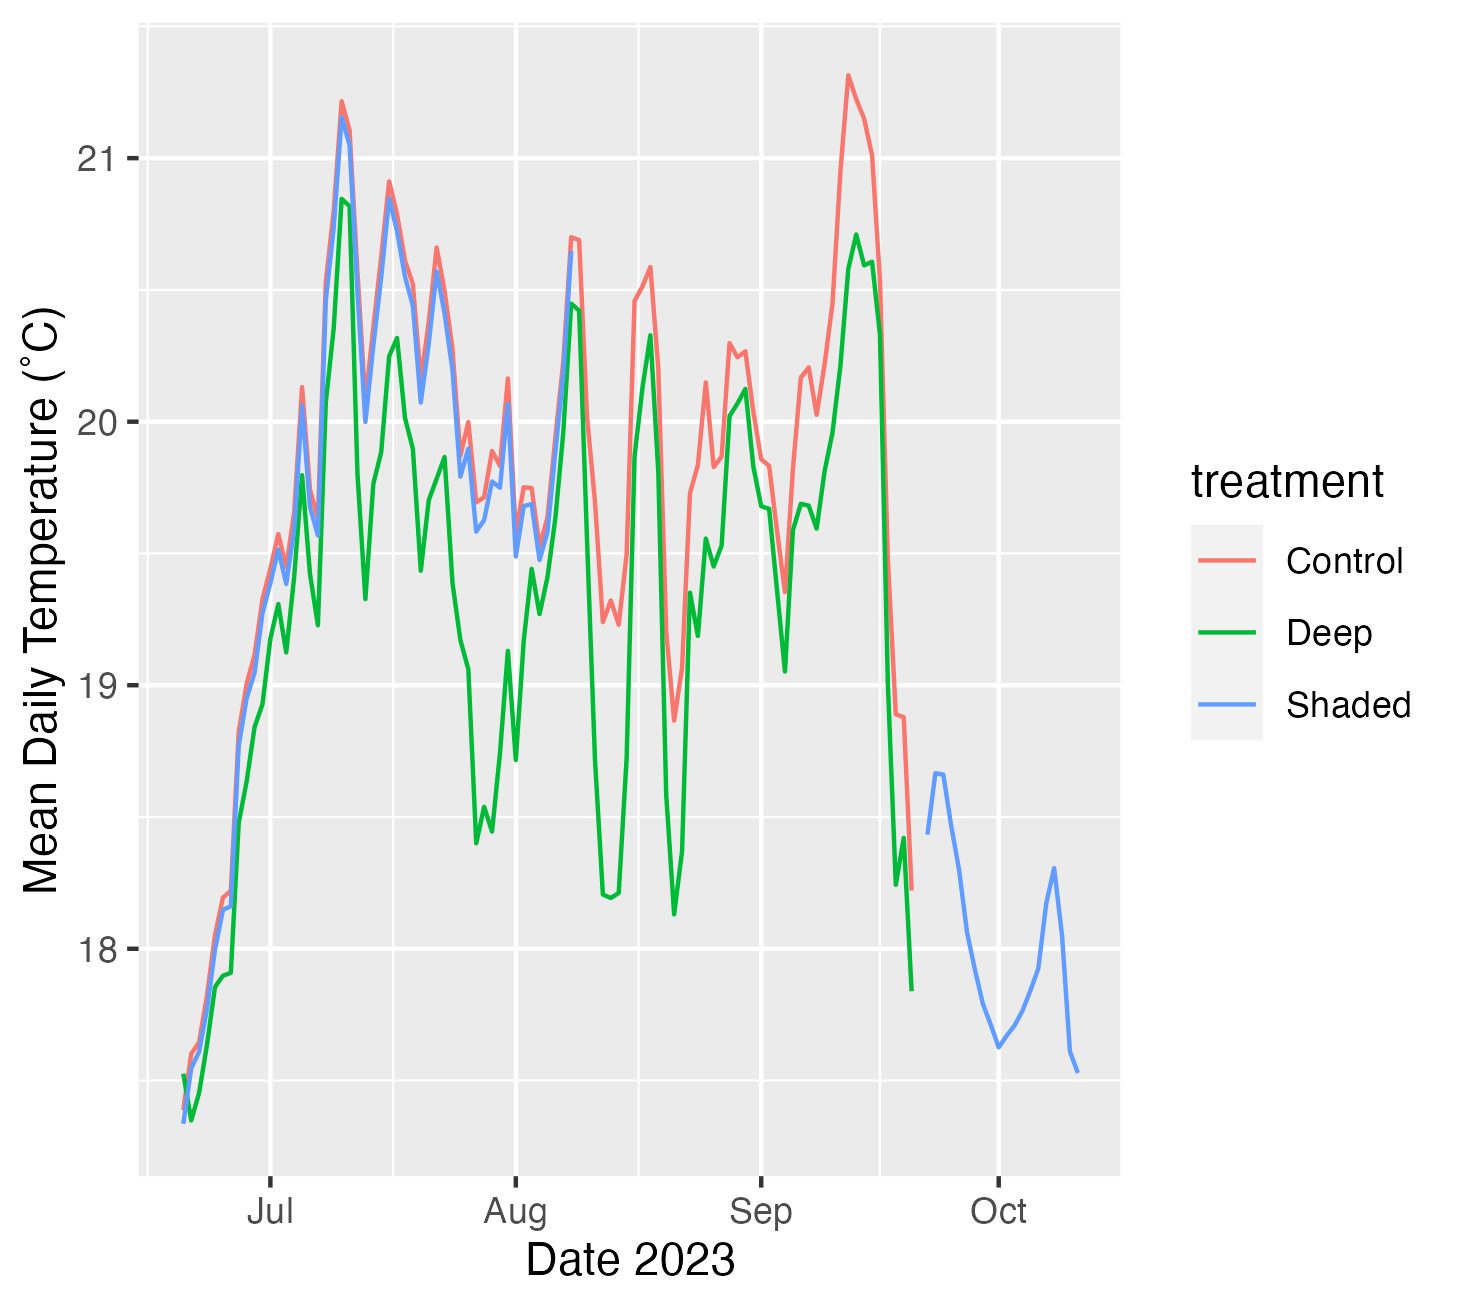 Mean Daily Temperature (˚C)
21
20
19
18
Jul Aug Sep Oct
Date 2023
treatment
Control
Deep
Shaded